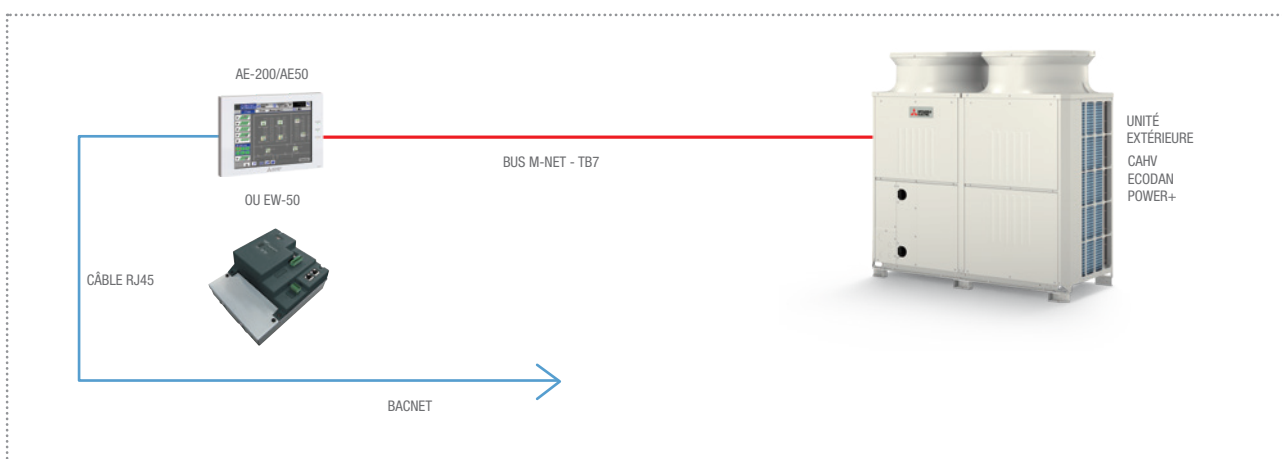 AE-200/AE50
UNITÉ
EXTÉRIEURE
CAHV
ECODAN
POWER+
BUS M-NET - TB7
OU EW-50
CÂBLE RJ45
BACNET